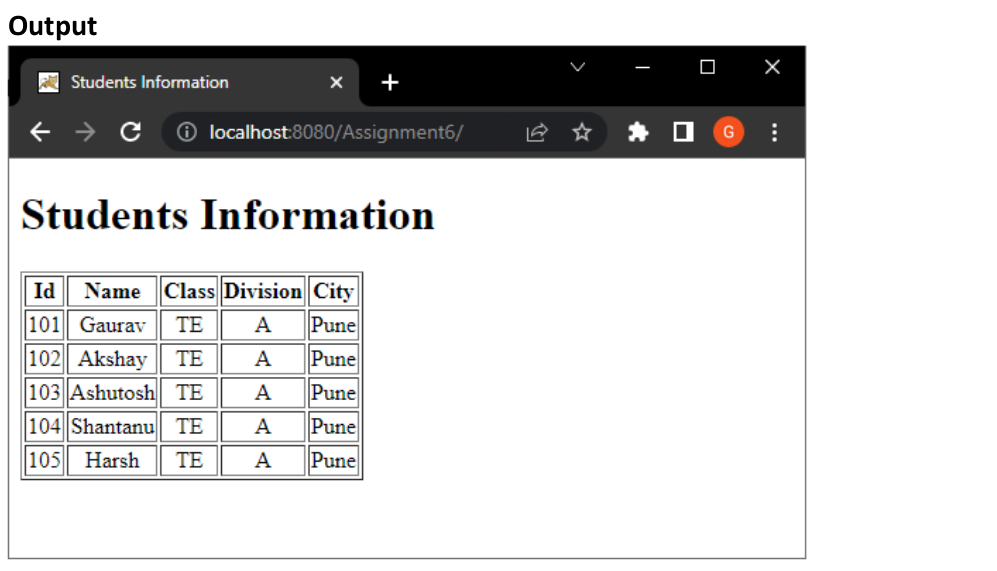 Output
Students Information
localhost:8080/Assignment6/
G
Students Information
Id Name Class Division City
101 Gaurav TE A Pune
102 Akshay TE A Pune
103 Ashutosh TE A Pune
104 Shantanu TE A Pune
105 Harsh TE A Pune